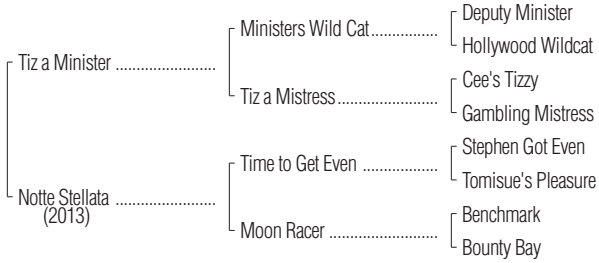 Deputy Minister
Ministers Wild Cat................
Hollywood Wildcat
Tiz a Minister ........................
Cee's Tizzy
Tiz a Mistress........................
Gambling Mistress
Stephen Got Even
Time to Get Even ..................
Tomisue's Pleasure
Notte Stellata ........................
(2013)
Benchmark
Moon Racer ..........................
Bounty Bay